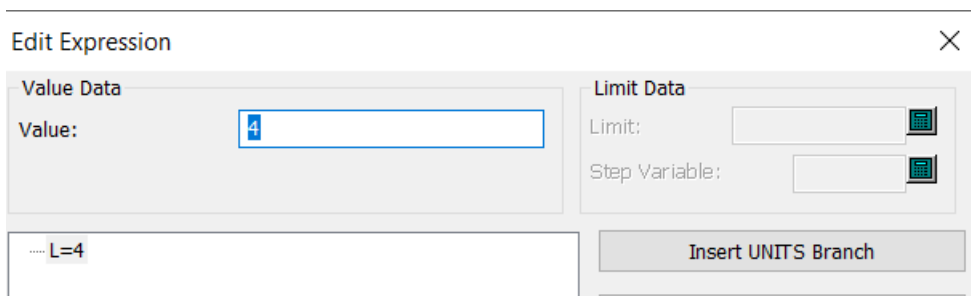 Edit Expression
Value Data
Value:
4
Limit Data
Limit:
Step Variable:
L=4
Insert UNITS Branch